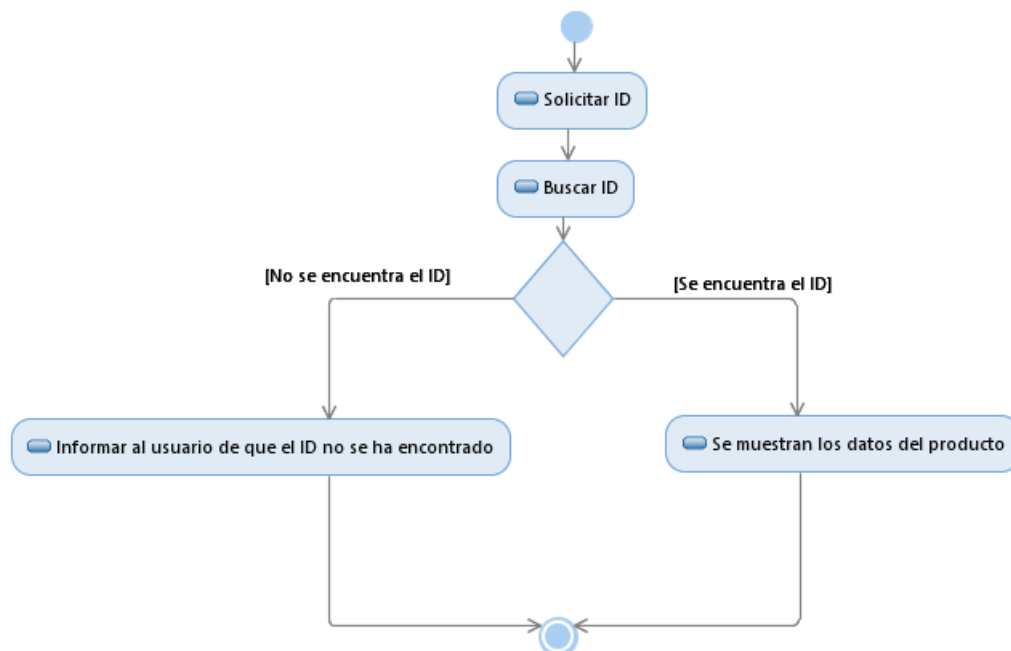 Solicitar ID
Buscar ID
[No se encuentra el ID]
[Se encuentra el ID]
Informar al usuario de que el ID no se ha encontrado
Se muestran los datos del producto